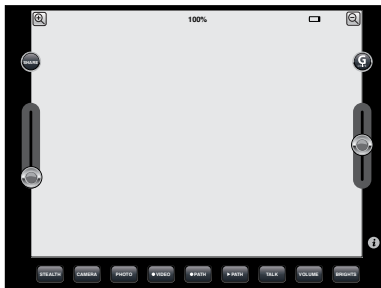 100%
SHARE
G
i
STEALTH CAMERA PHOTO ●VIDEO ●PATH ►PATH TALK VOLUME BRIGHTS